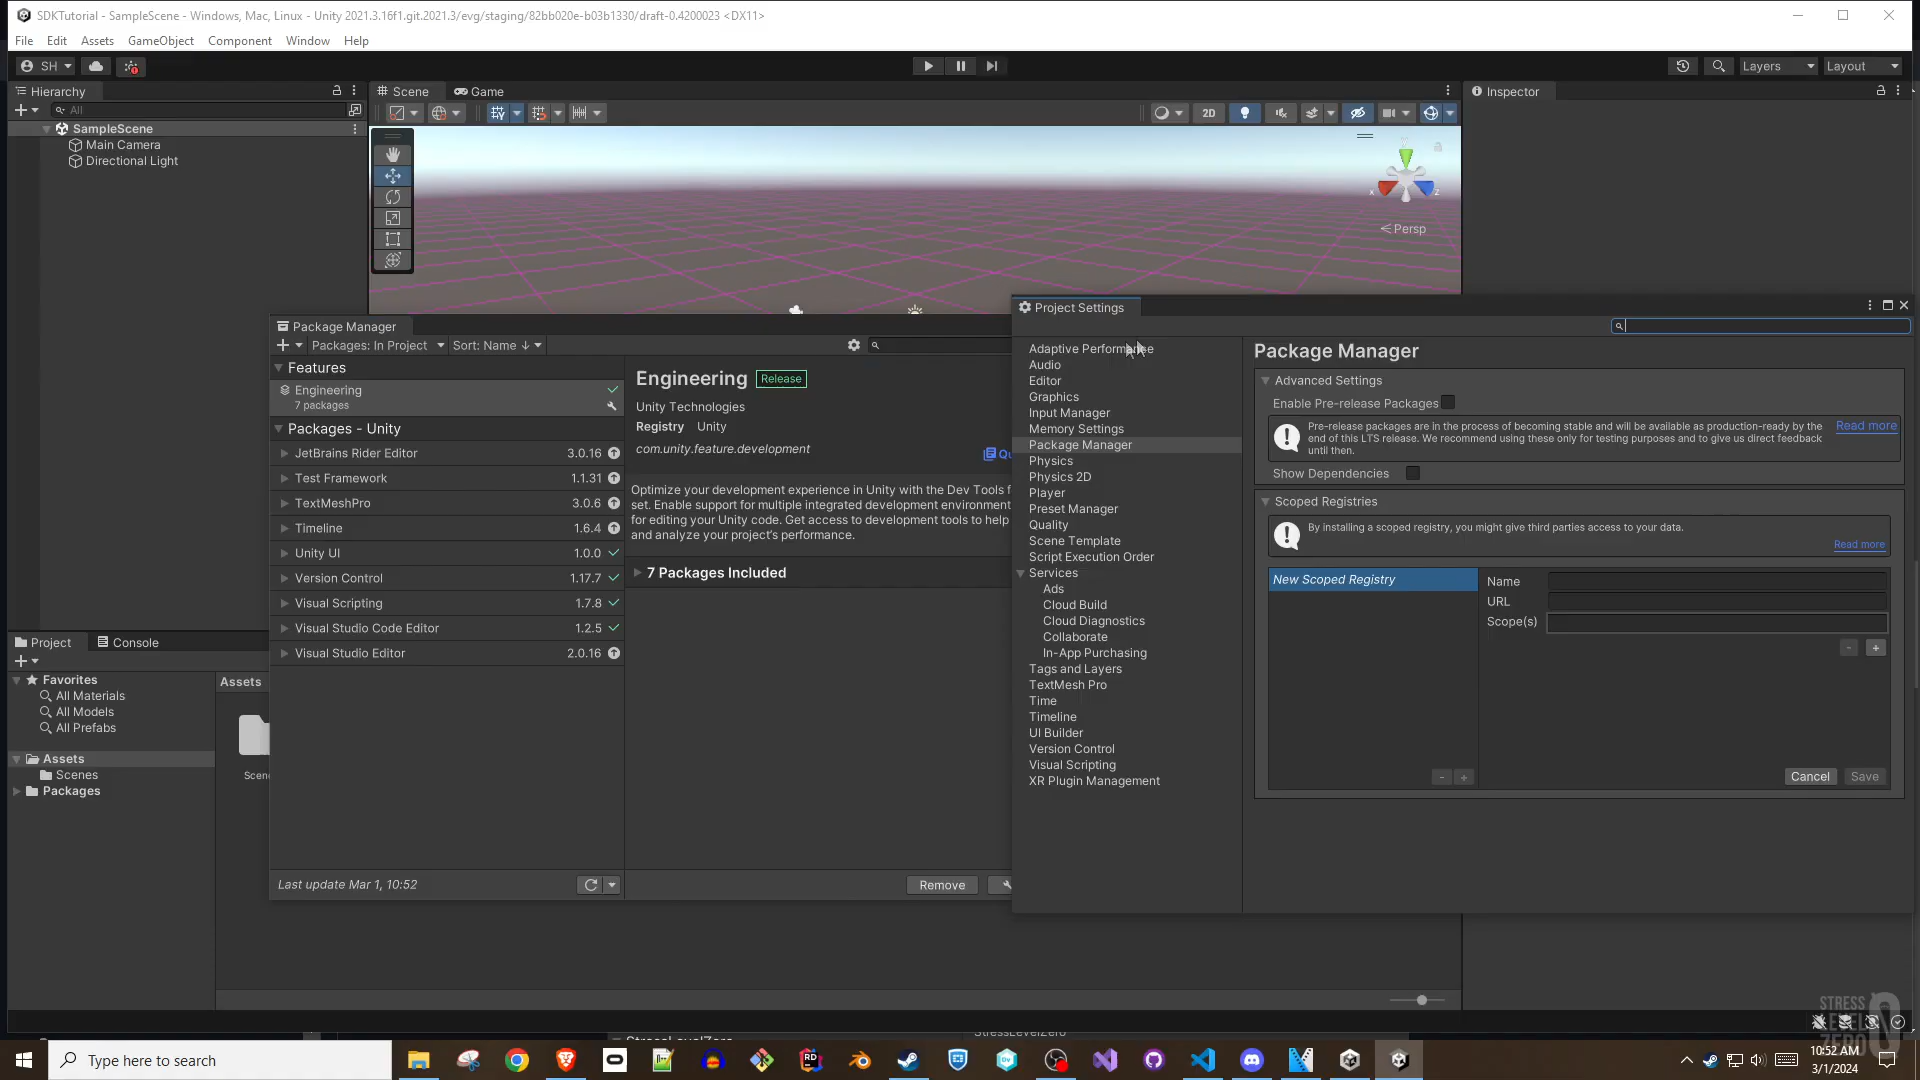 SDKTutorial - SampleScene - Windows, Mac, Linux - Unity 2021.3.16f1.git.2021.3/evg/staging/82bb020e-b03b1330/draft-0.4200023 <DX11>
File Edit Assets GameObject Component Window Help
SH
Layers Layout
Hierarchy
All
SampleScene
Main Camera
Directional Light
Scene Game
2D
x z
Persp
Inspector
Package Manager
Packages: In Project Sort: Name
Features
Engineering
7 packages
Packages - Unity
JetBrains Rider Editor 3.0.16
Test Framework 1.1.31
TextMeshPro 3.0.6
Timeline 1.6.4
Unity UI 1.0.0
Version Control 1.17.7
Visual Scripting 1.7.8
Visual Studio Code Editor 1.2.5
Visual Studio Editor 2.0.16
Last update Mar 1, 10:52
Engineering Release
Unity Technologies
Registry Unity
com.unity.feature.development
Optimize your development experience in Unity with the Dev Tools
set. Enable support for multiple integrated development environment
for editing your Unity code. Get access to development tools to help
and analyze your project's performance.
7 Packages Included
Remove
Project Settings
Adaptive Performance
Audio
Editor
Graphics
Input Manager
Memory Settings
Package Manager
Physics
Physics 2D
Player
Preset Manager
Quality
Scene Template
Script Execution Order
Services
Ads
Cloud Build
Cloud Diagnostics
Collaborate
In-App Purchasing
Tags and Layers
TextMesh Pro
Time
Timeline
UI Builder
Version Control
Visual Scripting
XR Plugin Management
Package Manager
Advanced Settings
Enable Pre-release Packages
Pre-release packages are in the process of becoming stable and will be available as production-ready by the
end of this LTS release. We recommend using these only for testing purposes and to give us direct feedback
until then.
Read more
Show Dependencies
Scoped Registries
By installing a scoped registry, you might give third parties access to your data.
Read more
New Scoped Registry
Name
URL
Scope(s)
Cancel Save
Project Console
Favorites
All Materials
All Models
All Prefabs
Assets
Scenes
Packages
Assets
Scen
STRESS
LEVEL
ZERO
Type here to search
10:52 AM
3/1/2024